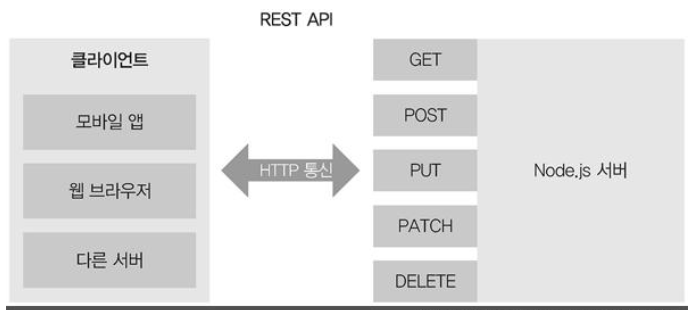 REST API
클라이언트
모바일 앱
웹 브라우저
다른 서버
HTTP 통신
GET
POST
PUT
PATCH
DELETE
Node.js 서버